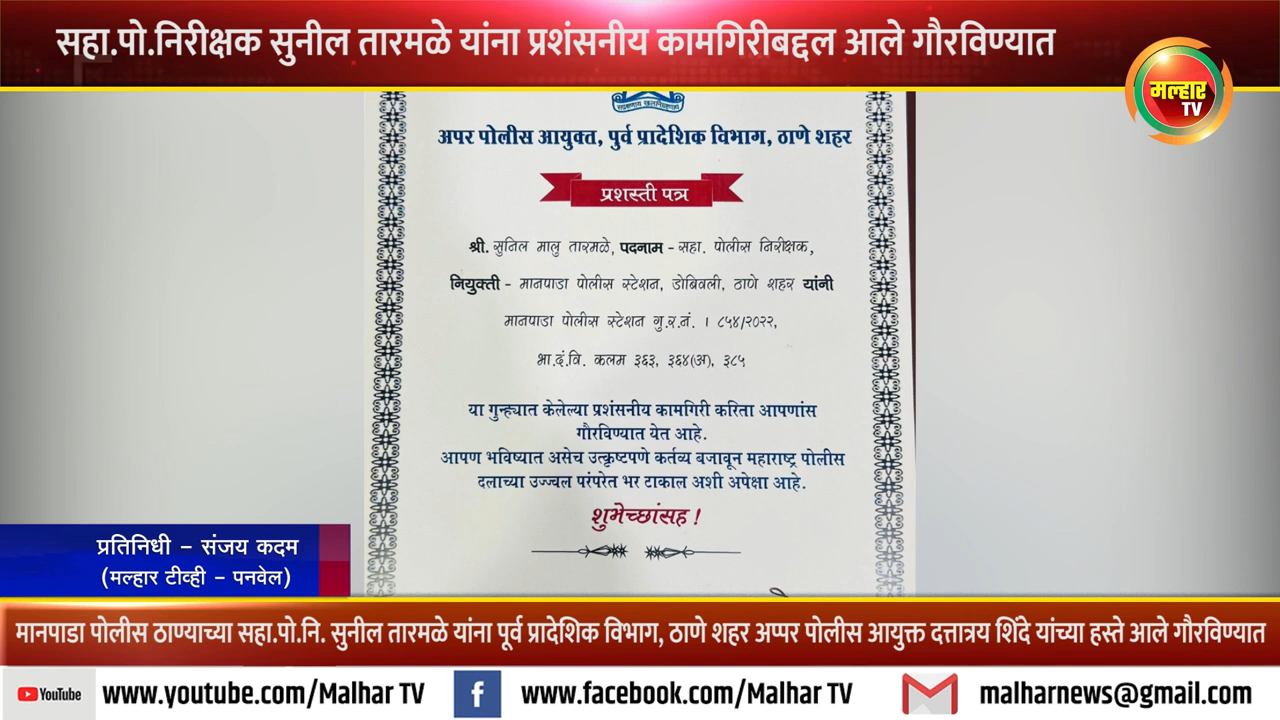 सहा.पो.निरीक्षक सुनील तारमळे यांना प्रशंसनीय कामगिरीबद्दल आले गौरविण्यात
मल्हार
TV
अपर पोलीस आयुक्त, पुर्व प्रादेशिक विभाग, ठाणे शहर
प्रशस्ती पत्र
श्री. सुनिल मालु तारमळे, पदनाम - सहा. पोलीस निरीक्षक,
नियुक्ती - मानपाडा पोलीस स्टेशन, डोंबिवली, ठाणे शहर यांनी
मानपाडा पोलीस स्टेशन गु.र.नं. । ८५४/२०२२,
भा.दं.वि. कलम ३६३, ३६४(अ), ३८५
या गुन्ह्यात केलेल्या प्रशंसनीय कामगिरी करिता आपणांस
गौरविण्यात येत आहे.
आपण भविष्यात असेच उत्कृष्टपणे कर्तव्य बजावून महाराष्ट्र पोलीस
दलाच्या उज्ज्वल परंपरेत भर टाकाल अशी अपेक्षा आहे.
शुभेच्छांसह !
प्रतिनिधी – संजय कदम
(मल्हार टीव्ही – पनवेल)
मानपाडा पोलीस ठाण्याच्या सहा.पो.नि. सुनील तारमळे यांना पूर्व प्रादेशिक विभाग, ठाणे शहर अप्पर पोलीस आयुक्त दत्तात्रय शिंदे यांच्या हस्ते आले गौरविण्यात
YouTube www.youtube.com/Malhar TV www.facebook.com/Malhar TV malharnews@gmail.com